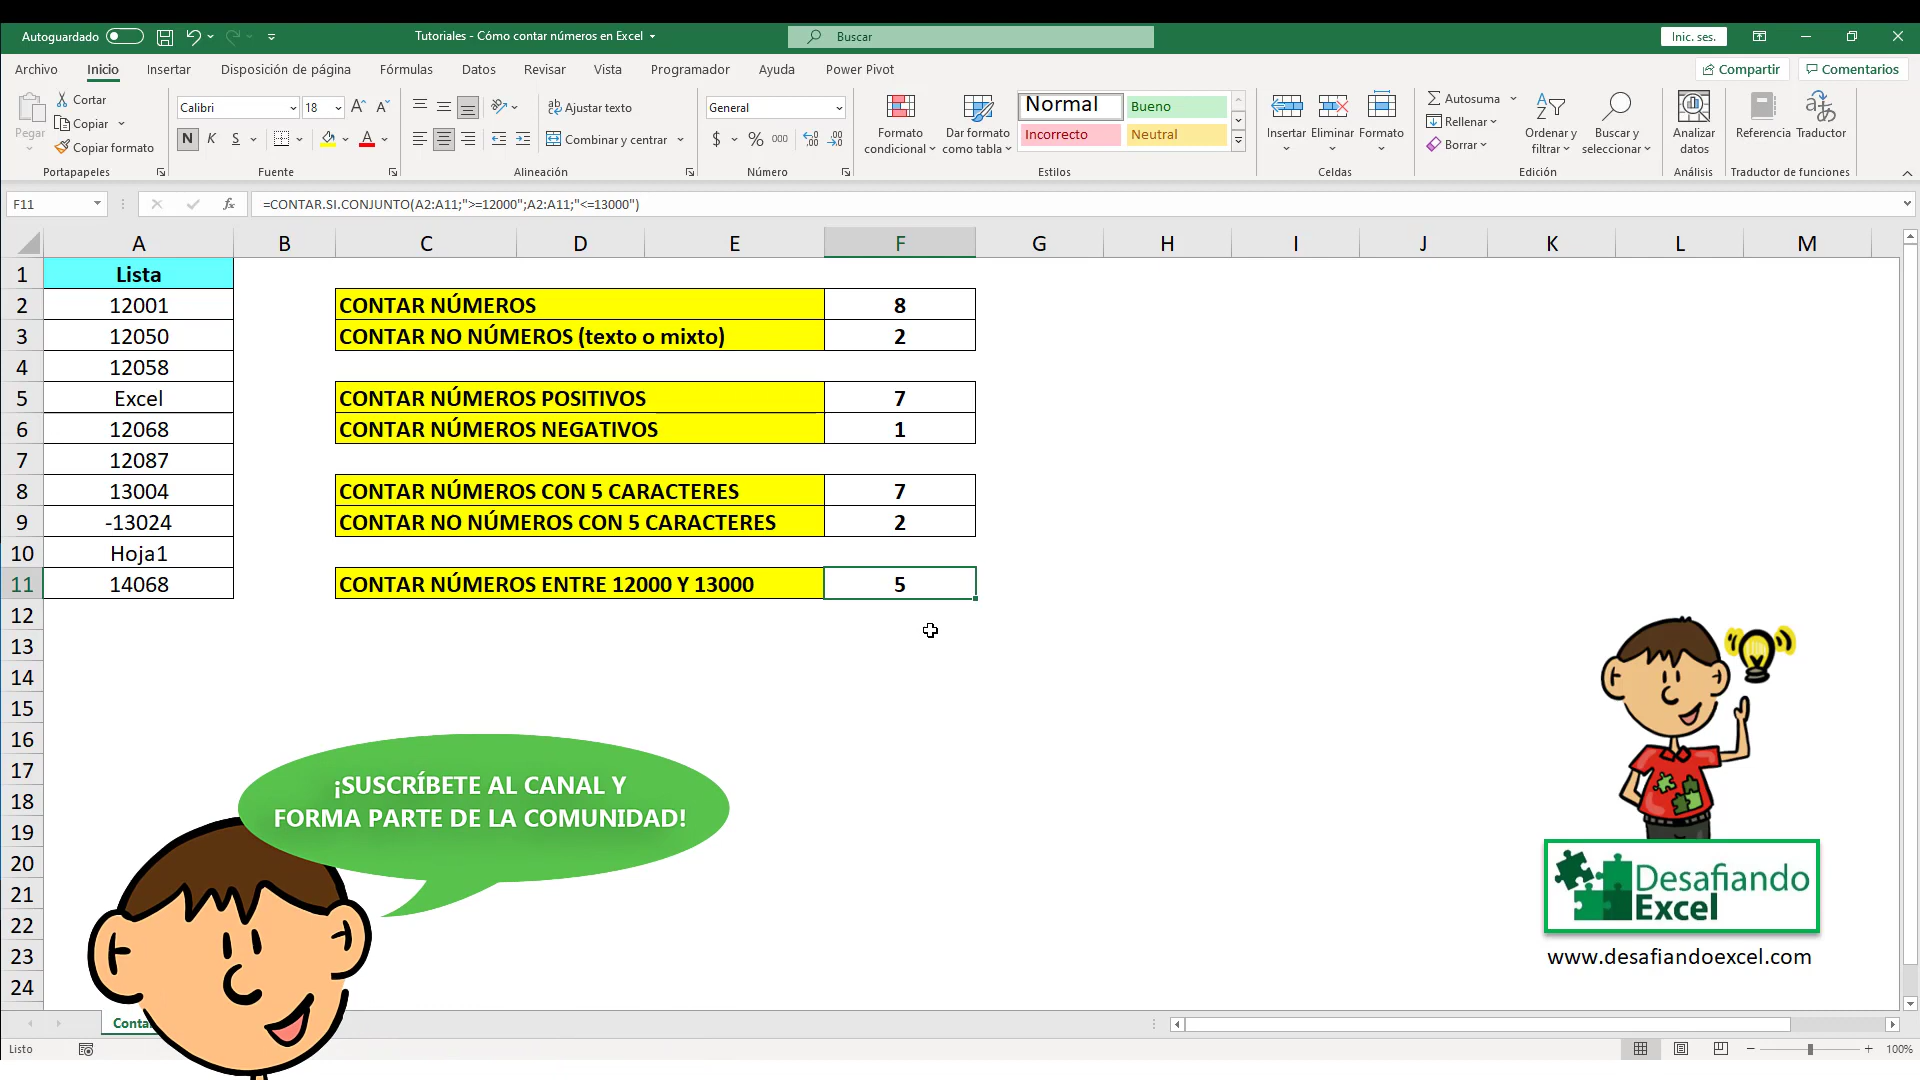 Autoguardado
Tutoriales - Cómo contar números en Excel
Buscar
Inic. ses.
Archivo Inicio Insertar Disposición de página Fórmulas Datos Revisar Vista Programador Ayuda Power Pivot
Compartir Comentarios
Pegar
Cortar
Copiar
Copiar formato
Portapapeles
Calibri 18
N K S
Fuente
Ajustar texto
Combinar y centrar
Alineación
General
$ % 000
Número
Formato condicional
Dar formato como tabla
Normal Bueno
Incorrecto Neutral
Estilos
Insertar Eliminar Formato
Celdas
Autosuma
Rellenar
Borrar
Ordenar y filtrar
Buscar y seleccionar
Edición
Analizar datos
Análisis
Referencia Traductor
Traductor de funciones
F11 fx =CONTAR.SI.CONJUNTO(A2:A11;">=12000";A2:A11;"<=13000")
A B C D E F G H I J K L M
1 Lista
2 12001 CONTAR NÚMEROS 8
3 12050 CONTAR NO NÚMEROS (texto o mixto) 2
4 12058
5 Excel CONTAR NÚMEROS POSITIVOS 7
6 12068 CONTAR NÚMEROS NEGATIVOS 1
7 12087
8 13004 CONTAR NÚMEROS CON 5 CARACTERES 7
9 -13024 CONTAR NO NÚMEROS CON 5 CARACTERES 2
10 Hoja1
11 14068 CONTAR NÚMEROS ENTRE 12000 Y 13000 5
12
13
14
15
16
17
18
19
20
21
22
23
24
¡SUSCRÍBETE AL CANAL Y
FORMA PARTE DE LA COMUNIDAD!
Desafiando
Excel
www.desafiandoexcel.com
Listo
100%